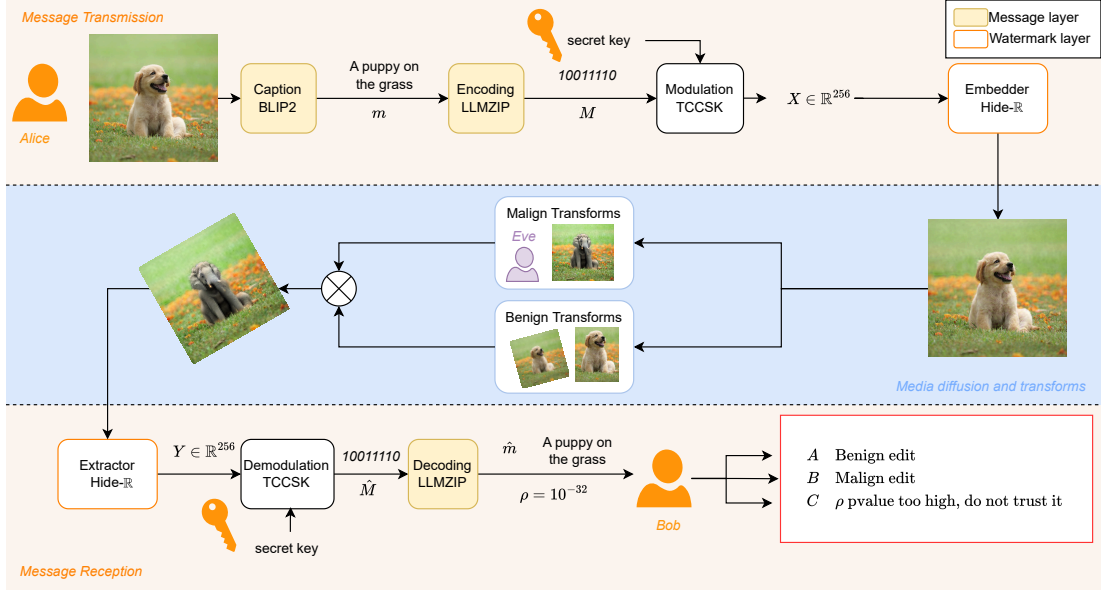 Message Transmission
Message layer
Watermark layer
Alice
Caption
BLIP2
A puppy on
the grass
m
Encoding
LLMZIP
10011110
M
secret key
Modulation
TCCSK
X ∈ ℝ²⁵⁶
Embedder
Hide-ℝ
Malign Transforms
Eve
Benign Transforms
Media diffusion and transforms
Extractor
Hide-ℝ
Y ∈ ℝ²⁵⁶
Demodulation
TCCSK
secret key
10011110
M̂
Decoding
LLMZIP
m̂
A puppy on
the grass
ρ = 10⁻³²
Bob
A Benign edit
B Malign edit
C ρ pvalue too high, do not trust it
Message Reception